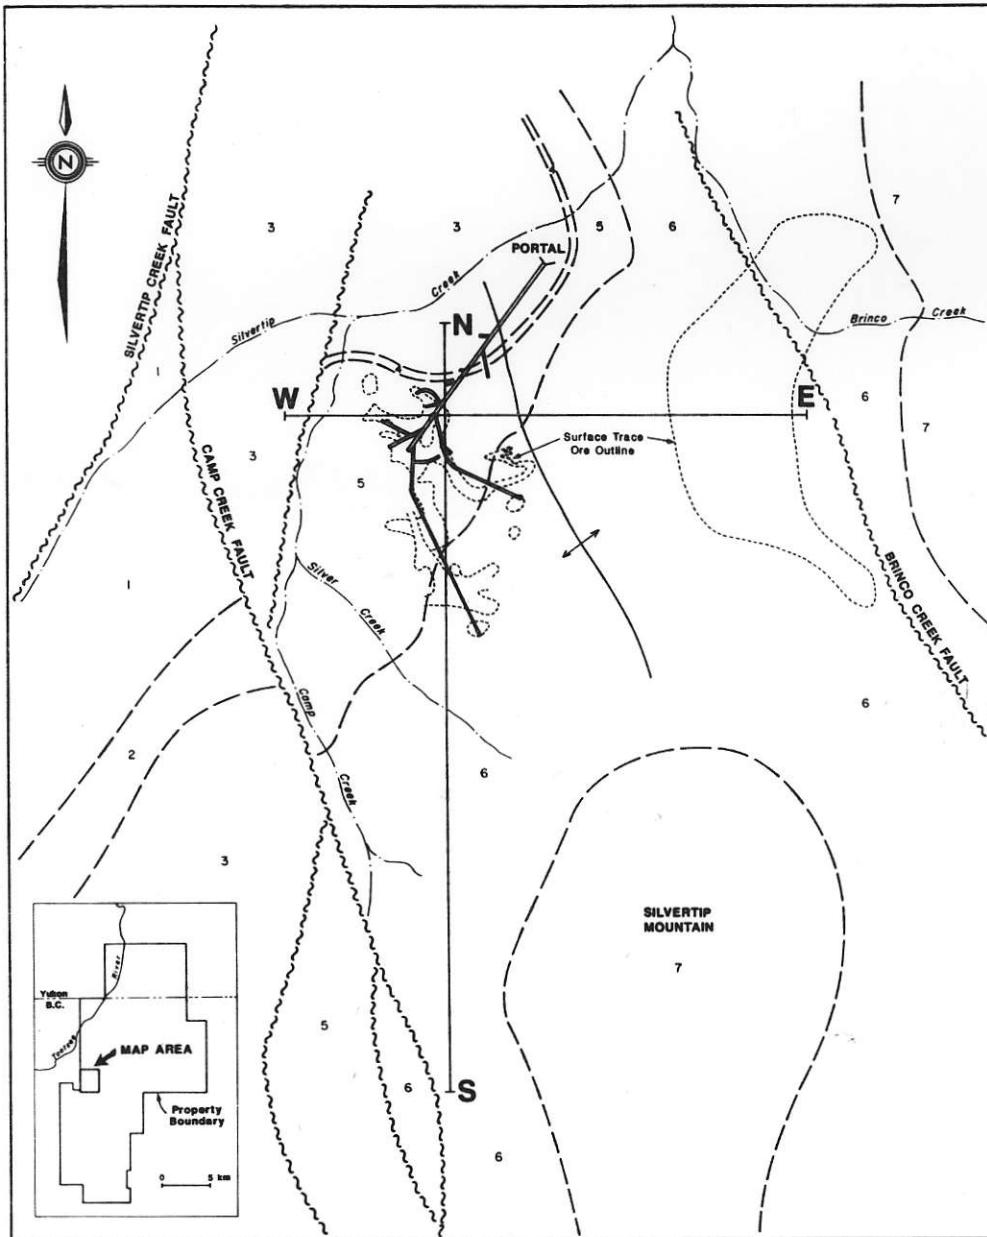 N
SILVERTIP CREEK FAULT
3
3
5
6
7
PORTAL
Silvertip
Creek
N
Brinco
Creek
1
W
E
6
7
Surface Trace
Ore Outline
CAMP CREEK FAULT
3
5
BRINCO CREEK FAULT
1
Silver
Creek
Camp
Creek
6
2
6
3
SILVERTIP
MOUNTAIN
7
River
Yukon
B.C.
MAP AREA
5
6
S
Property
Boundary
6
0
5 km